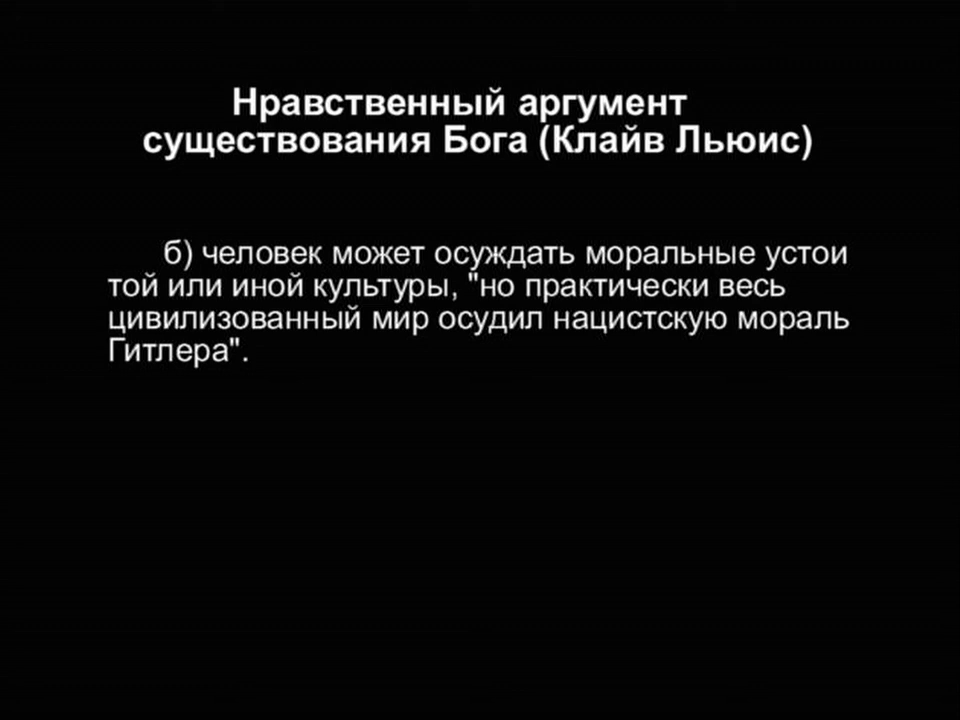 Нравственный аргумент
существования Бога (Клайв Льюис)
б) человек может осуждать моральные устои
той или иной культуры, "но практически весь
цивилизованный мир осудил нацистскую мораль
Гитлера".